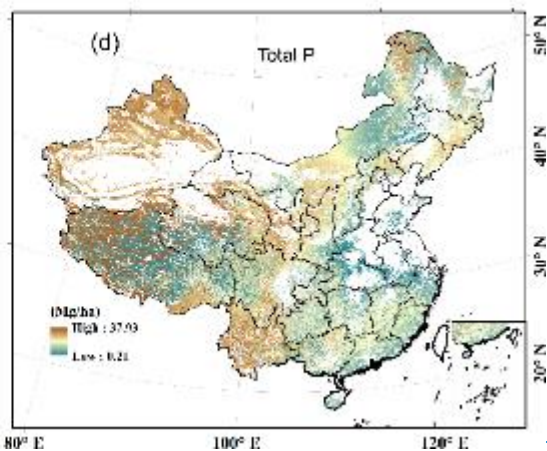 (d)
Total P
(Mg/ha)
High : 37.93
Low : 0.21
50° N
40° N
30° N
20° N
80° E
100° E
120° E